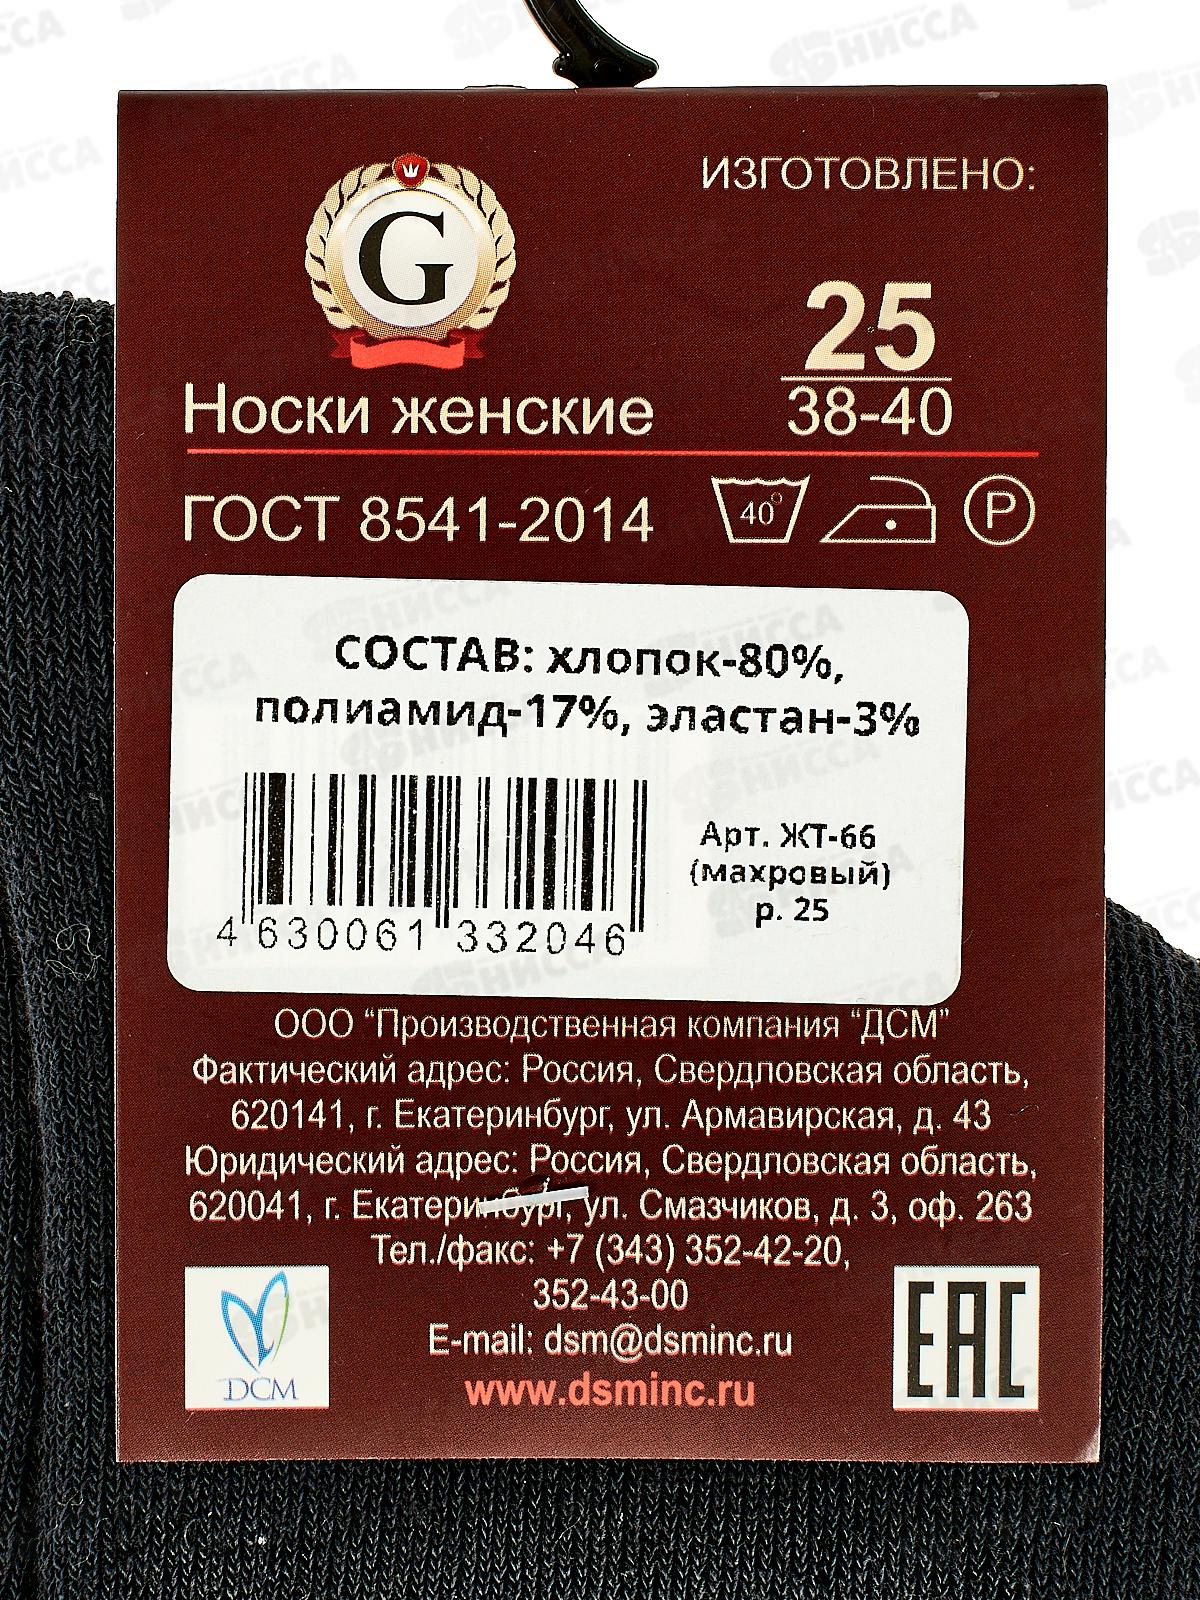 G
ИЗГОТОВЛЕНО:
25
38-40
Носки женские
ГОСТ 8541-2014
40°
P
СОСТАВ: хлопок-80%,
полиамид-17%, эластан-3%
Арт. ЖТ-66
(махровый)
р. 25
4 630061 332046
ООО “Производственная компания “ДСМ”
Фактический адрес: Россия, Свердловская область,
620141, г. Екатеринбург, ул. Армавирская, д. 43
Юридический адрес: Россия, Свердловская область,
620041, г. Екатеринбург, ул. Смазчиков, д. 3, оф. 263
Тел./факс: +7 (343) 352-42-20,
352-43-00
E-mail: dsm@dsminc.ru
www.dsminc.ru
DCM
EAC
ЯБНИССА